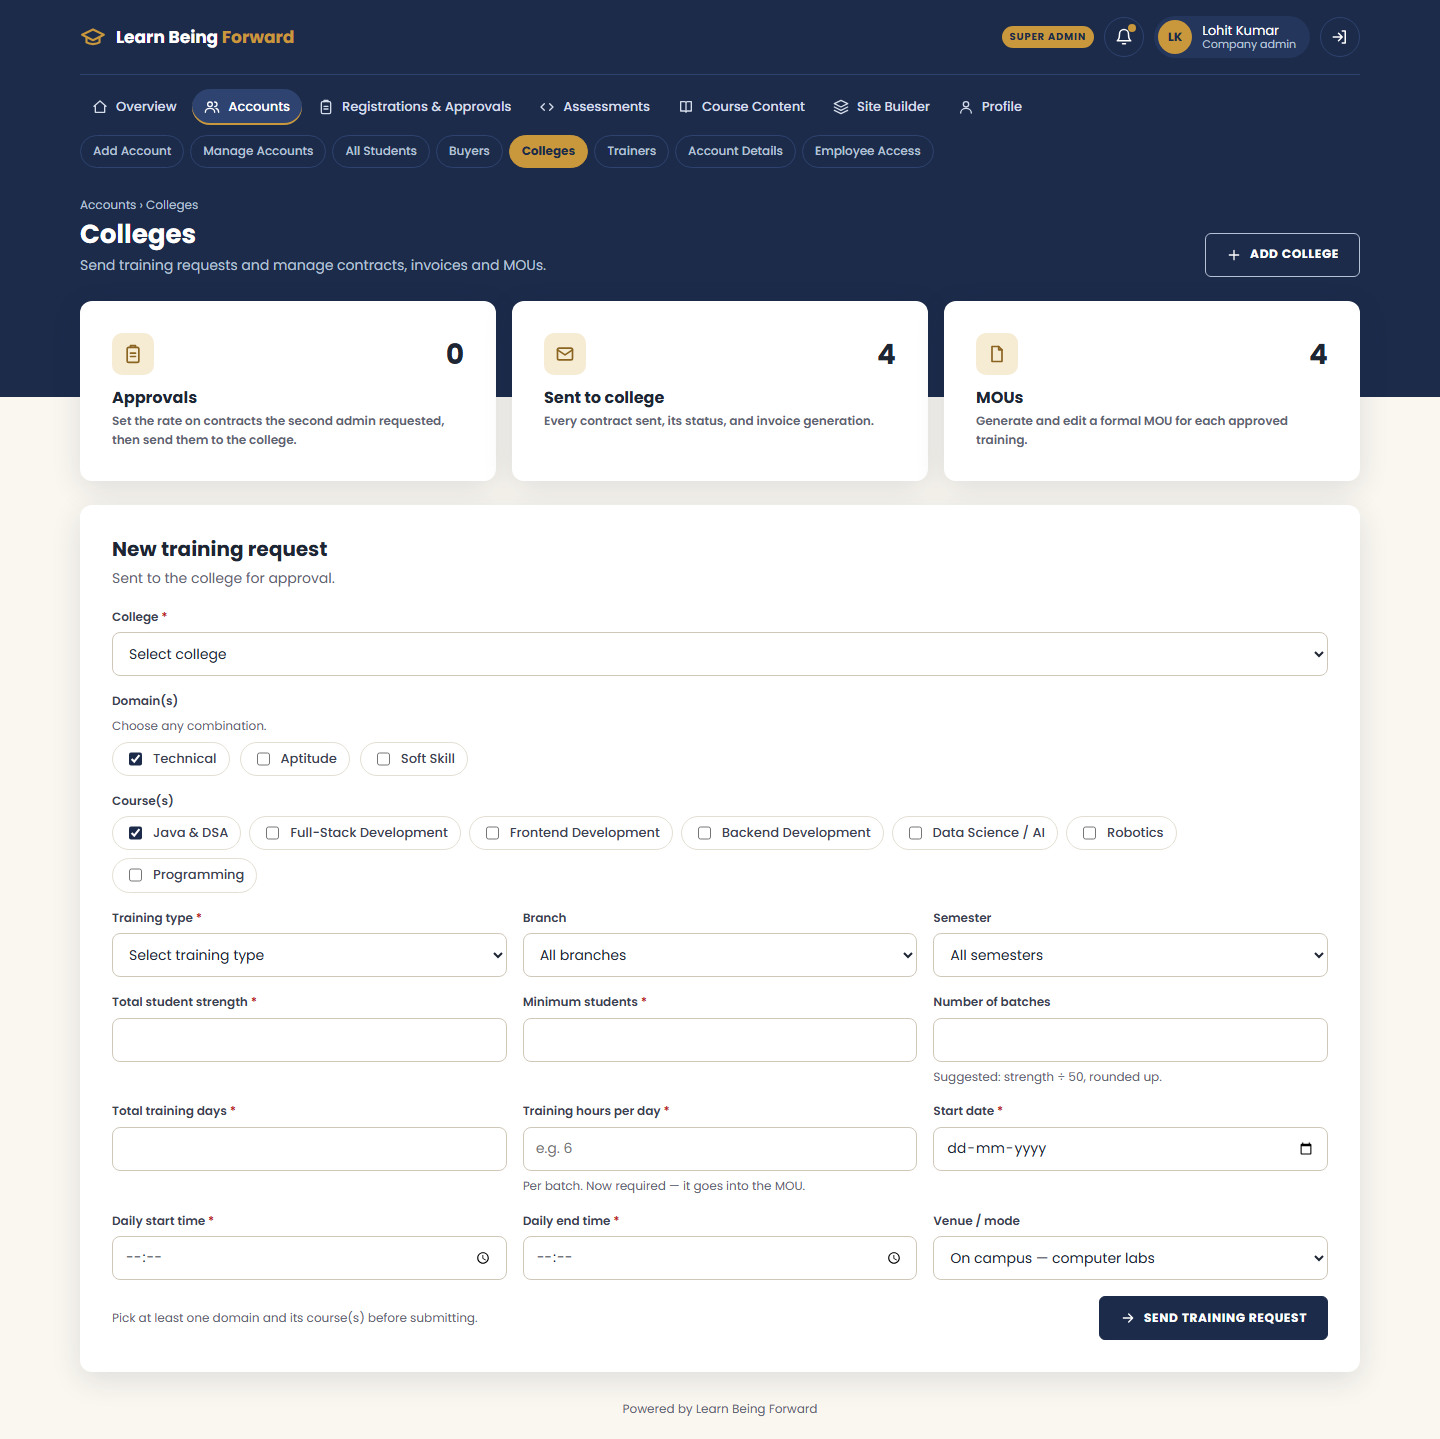 Learn Being Forward
SUPER ADMIN
LK
Lohit Kumar
Company admin
Overview
Accounts
Registrations & Approvals
Assessments
Course Content
Site Builder
Profile
Add Account
Manage Accounts
All Students
Buyers
Colleges
Trainers
Account Details
Employee Access
Accounts › Colleges
Colleges
Send training requests and manage contracts, invoices and MOUs.
ADD COLLEGE
0
Approvals
Set the rate on contracts the second admin requested,
then send them to the college.
4
Sent to college
Every contract sent, its status, and invoice generation.
4
MOUs
Generate and edit a formal MOU for each approved
training.
New training request
Sent to the college for approval.
College *
Select college
Domain(s)
Choose any combination.
Technical
Aptitude
Soft Skill
Course(s)
Java & DSA
Full-Stack Development
Frontend Development
Backend Development
Data Science / AI
Robotics
Programming
Training type *
Branch
Semester
Select training type
All branches
All semesters
Total student strength *
Minimum students *
Number of batches
Suggested: strength ÷ 50, rounded up.
Total training days *
Training hours per day *
Start date *
e.g. 6
dd-mm-yyyy
Per batch. Now required — it goes into the MOU.
Daily start time *
Daily end time *
Venue / mode
--:--
--:--
On campus — computer labs
Pick at least one domain and its course(s) before submitting.
SEND TRAINING REQUEST
Powered by Learn Being Forward